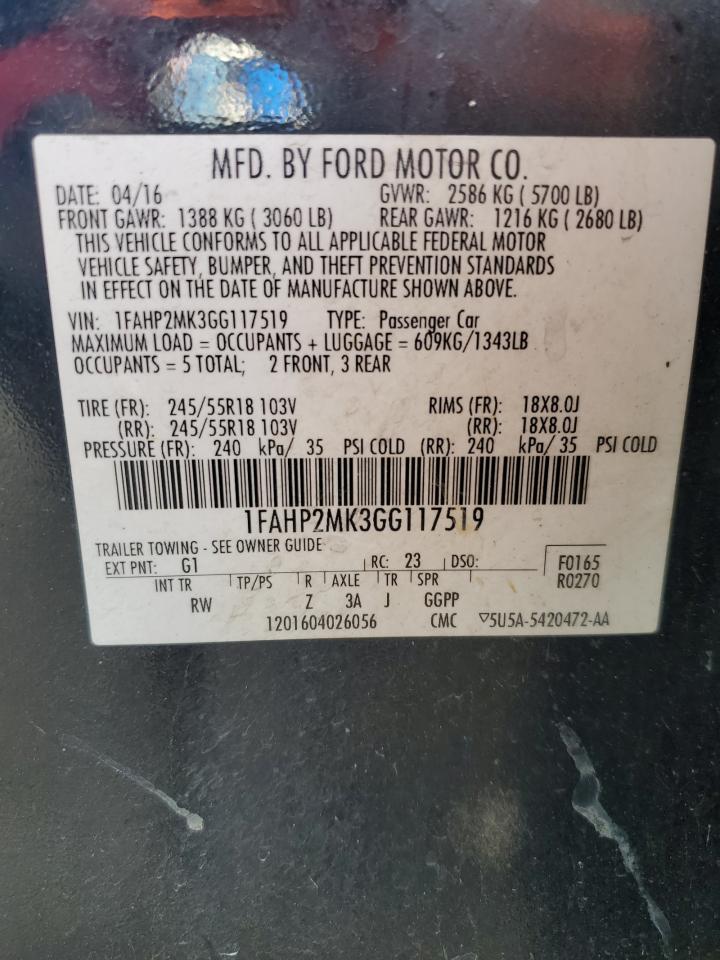 MFD. BY FORD MOTOR CO.
DATE: 04/16 GVWR: 2586 KG ( 5700 LB)
FRONT GAWR: 1388 KG ( 3060 LB) REAR GAWR: 1216 KG ( 2680 LB)
THIS VEHICLE CONFORMS TO ALL APPLICABLE FEDERAL MOTOR
VEHICLE SAFETY, BUMPER, AND THEFT PREVENTION STANDARDS
IN EFFECT ON THE DATE OF MANUFACTURE SHOWN ABOVE.
VIN: 1FAHP2MK3GG117519 TYPE: Passenger Car
MAXIMUM LOAD = OCCUPANTS + LUGGAGE = 609KG/1343LB
OCCUPANTS = 5 TOTAL; 2 FRONT, 3 REAR
TIRE (FR): 245/55R18 103V RIMS (FR): 18X8.0J
(RR): 245/55R18 103V (RR): 18X8.0J
PRESSURE (FR): 240 kPa/ 35 PSI COLD (RR): 240 kPa/ 35 PSI COLD
1FAHP2MK3GG117519
TRAILER TOWING - SEE OWNER GUIDE
EXT PNT: G1 RC: 23 DSO: F0165
INT TR TP/PS R AXLE TR SPR R0270
RW Z 3A J GGPP
1201604026056 CMC ▽5U5A-5420472-AA